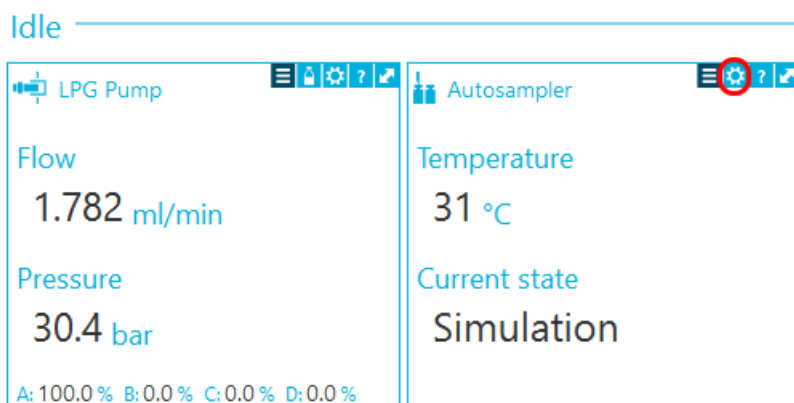 Idle
LPG Pump
?
Flow
1.782 ml/min
Pressure
30.4 bar
A: 100.0 % B: 0.0 % C: 0.0 % D: 0.0 %
Autosampler
?
Temperature
31 °C
Current state
Simulation